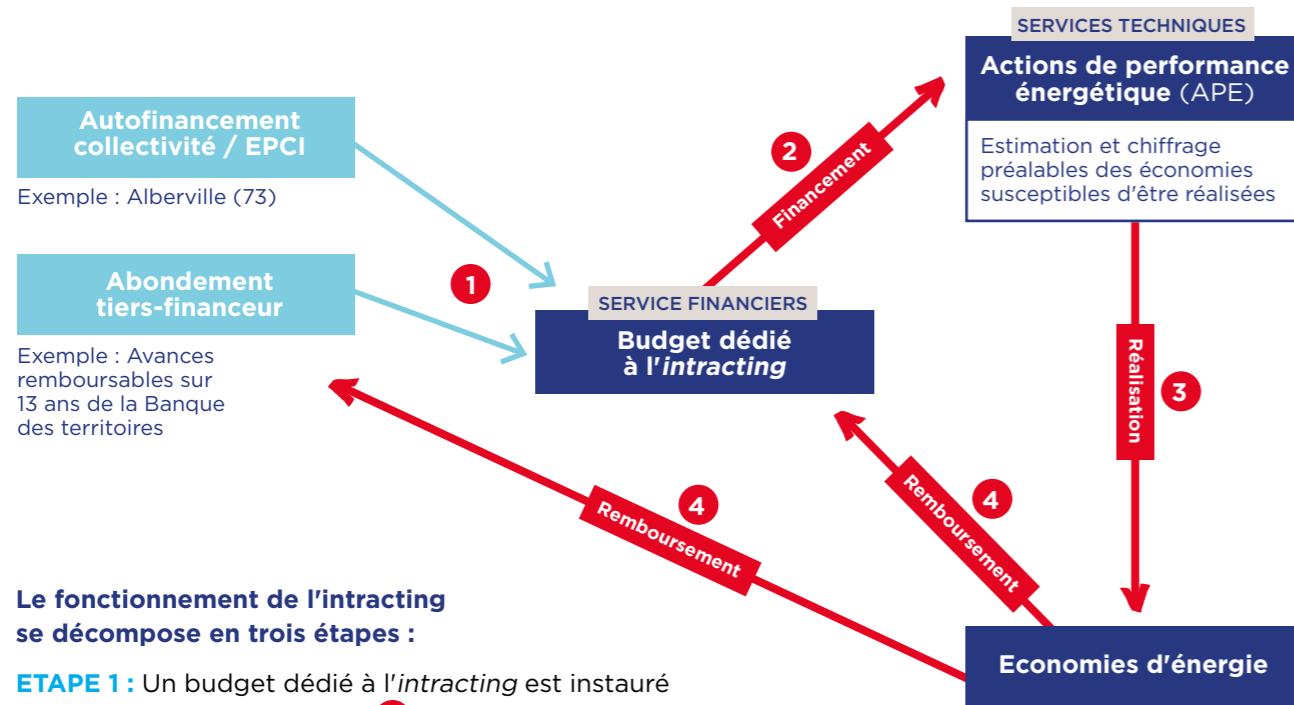 SERVICES TECHNIQUES
Actions de performance
énergétique (APE)
Estimation et chiffrage
préalables des économies
susceptibles d'être réalisées
Autofinancement
collectivité / EPCI
Exemple : Alberville (73)
Abondement
tiers-financeur
Exemple : Avances
remboursables sur
13 ans de la Banque
des territoires
1
2
Financement
SERVICE FINANCIERS
Budget dédié
à l'intracting
Réalisation
3
4
Remboursement
4
Remboursement
Economies d'énergie
Le fonctionnement de l'intracting
se décompose en trois étapes :
ETAPE 1 : Un budget dédié à l'intracting est instauré